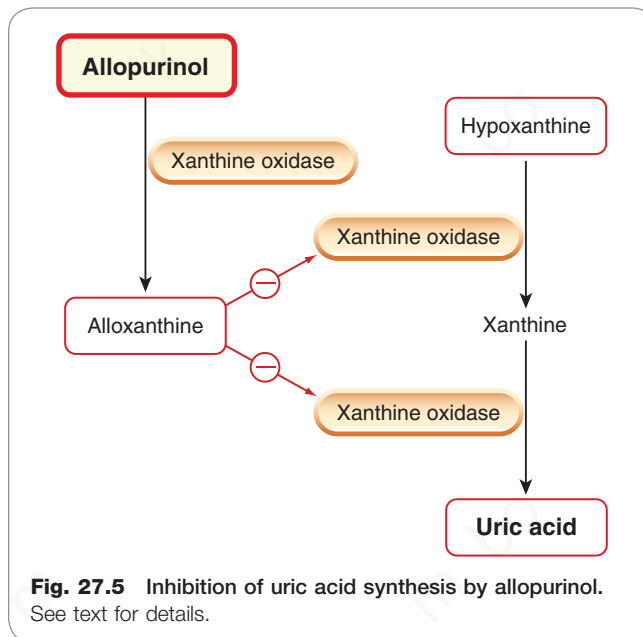 Allopurinol
Hypoxanthine
Xanthine oxidase
Xanthine oxidase
Alloxanthine
Xanthine
Xanthine oxidase
Uric acid
Fig. 27.5 Inhibition of uric acid synthesis by allopurinol.
See text for details.